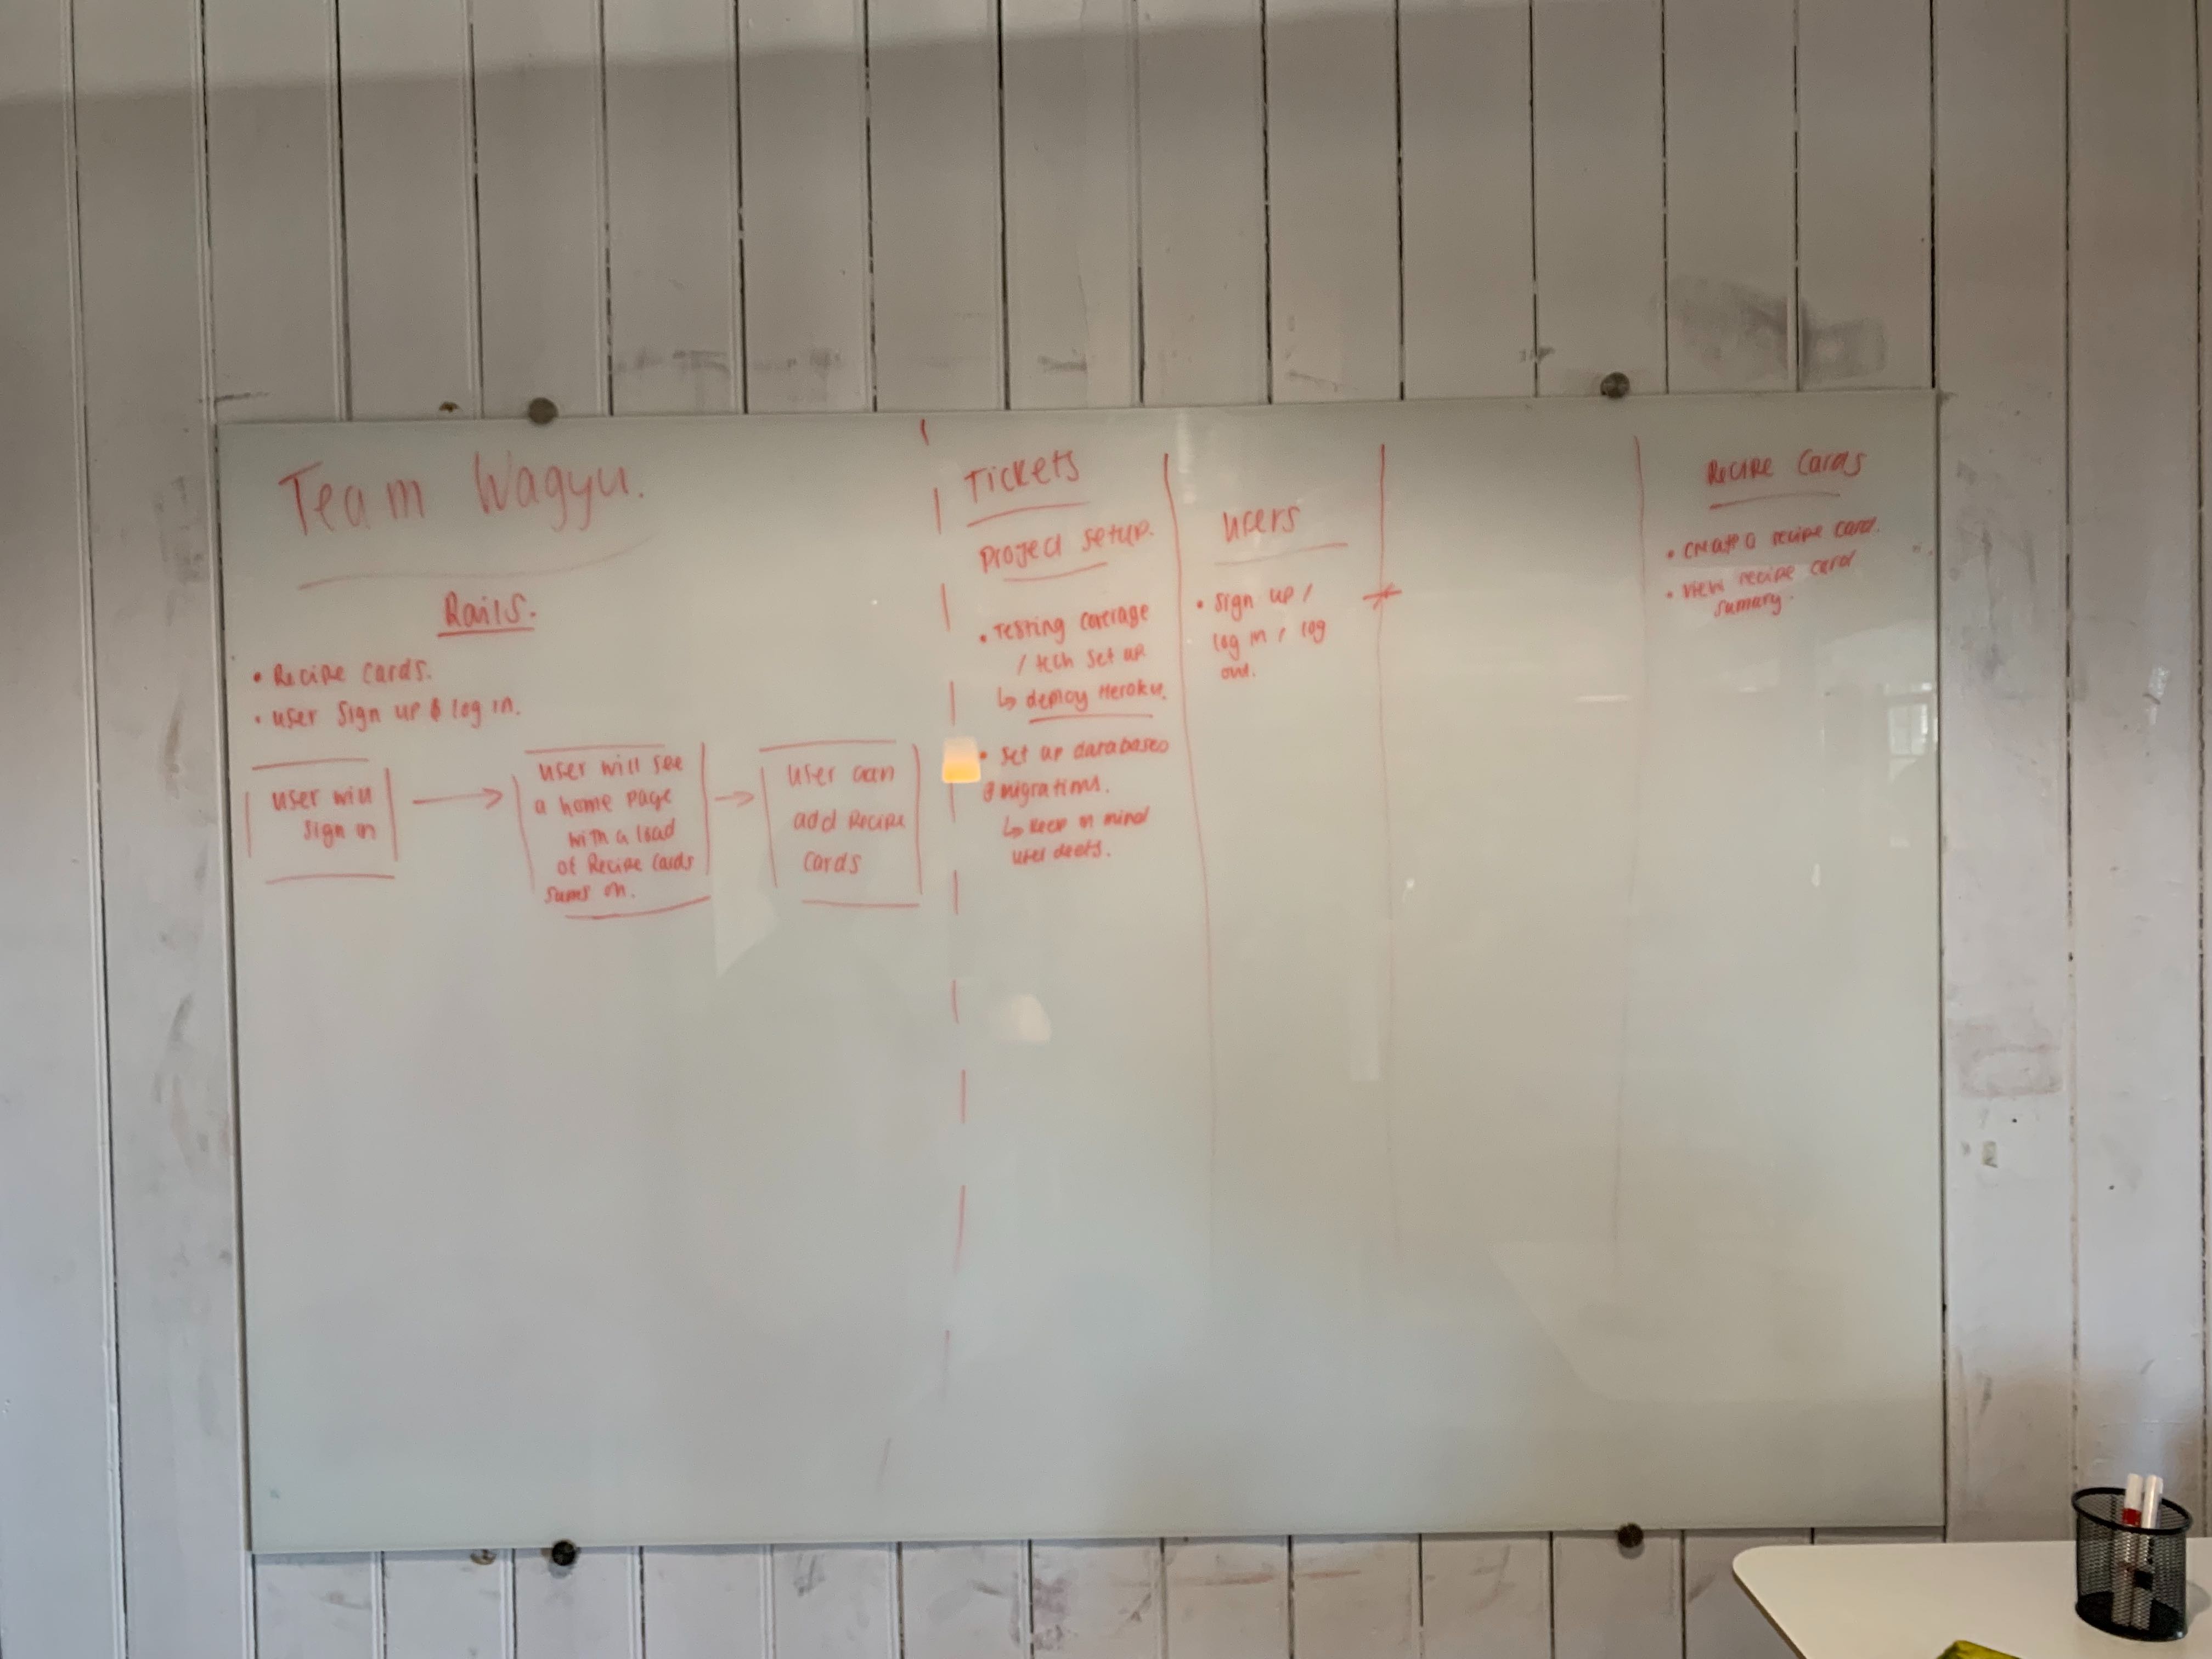 Team Wagyu.
Rails.
• Recipe Cards.
• User sign up & log in.
user will
sign in
user will see
a home page
with a load
of Recipe Cards
sums on.
user can
add Recipe
Cards
Tickets
Project setup.
• Testing coverage
/ tech set up
↳ deploy Heroku.
• Set up databases
& migrations.
↳ keep in mind
user deets.
Users
• sign up /
log in / log
out.
Recipe Cards
• Create a recipe card.
• View recipe card
sumary.